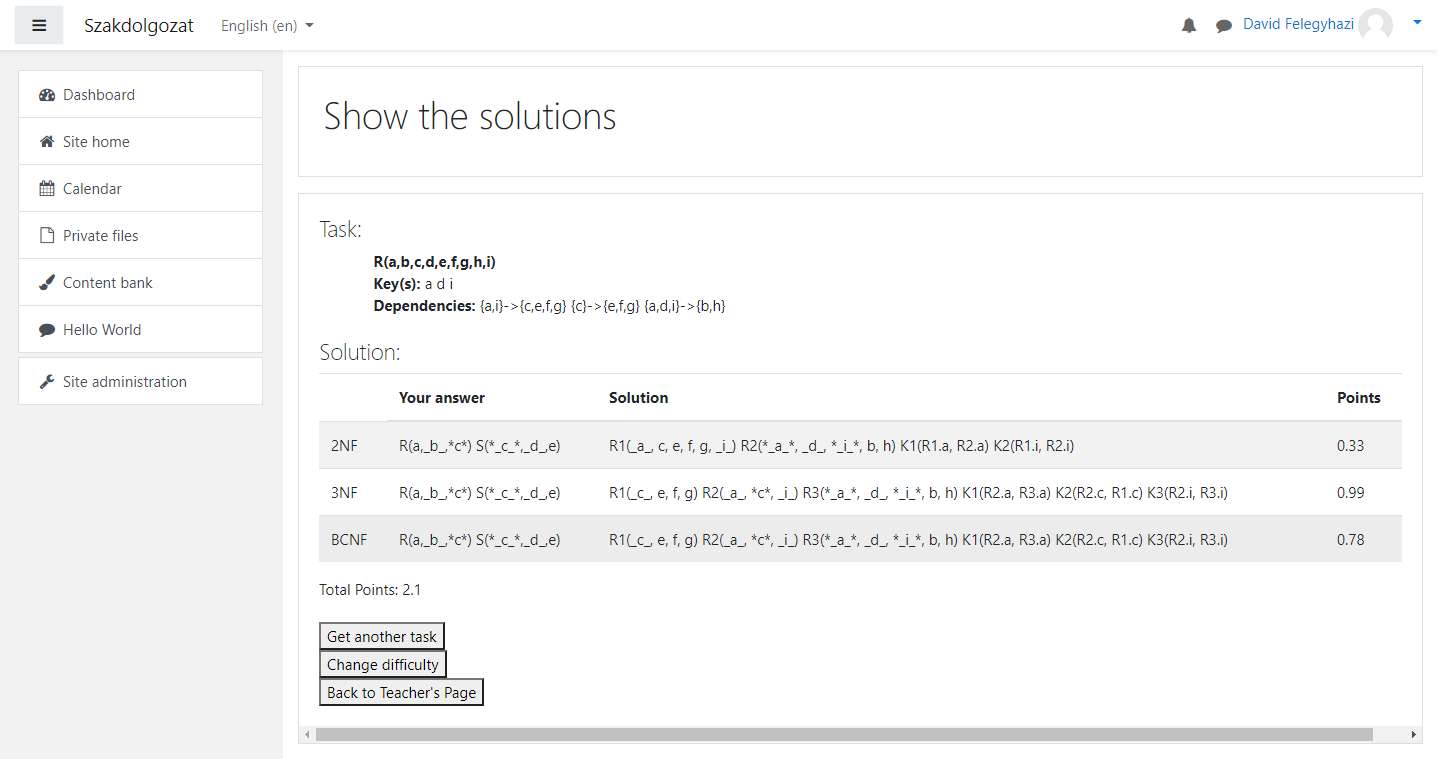 Szakdolgozat English (en) David Felegyhazi
Dashboard
Site home
Calendar
Private files
Content bank
Hello World
Site administration
Show the solutions
Task:
R(a,b,c,d,e,f,g,h,i)
Key(s): a d i
Dependencies: {a,i}->{c,e,f,g} {c}->{e,f,g} {a,d,i}->{b,h}
Solution:
Your answer Solution Points
2NF R(a,_b_,*c*) S(*_c_*,_d_,e) R1(_a_, c, e, f, g, _i_) R2(*_a_*, _d_, *_i_*, b, h) K1(R1.a, R2.a) K2(R1.i, R2.i) 0.33
3NF R(a,_b_,*c*) S(*_c_*,_d_,e) R1(_c_, e, f, g) R2(_a_, *c*, _i_) R3(*_a_*, _d_, *_i_*, b, h) K1(R2.a, R3.a) K2(R2.c, R1.c) K3(R2.i, R3.i) 0.99
BCNF R(a,_b_,*c*) S(*_c_*,_d_,e) R1(_c_, e, f, g) R2(_a_, *c*, _i_) R3(*_a_*, _d_, *_i_*, b, h) K1(R2.a, R3.a) K2(R2.c, R1.c) K3(R2.i, R3.i) 0.78
Total Points: 2.1
Get another task
Change difficulty
Back to Teacher's Page